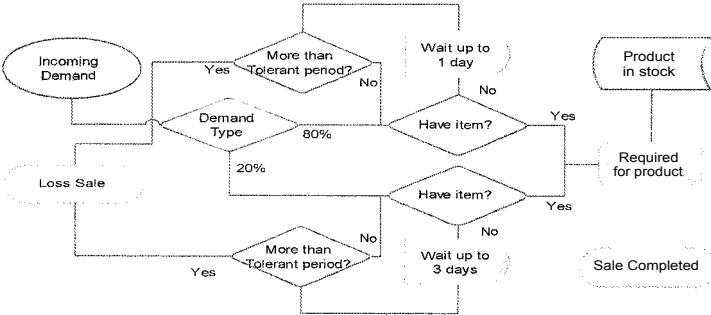 Incoming
Demand
More than
Tolerant period?
Yes
No
Wait up to
1 day
No
Product
in stock
Demand
Type
80%
20%
Have item?
Yes
Loss Sale
Required
for product
Have item?
Yes
No
More than
Tolerant period?
No
Yes
Wait up to
3 days
Sale Completed